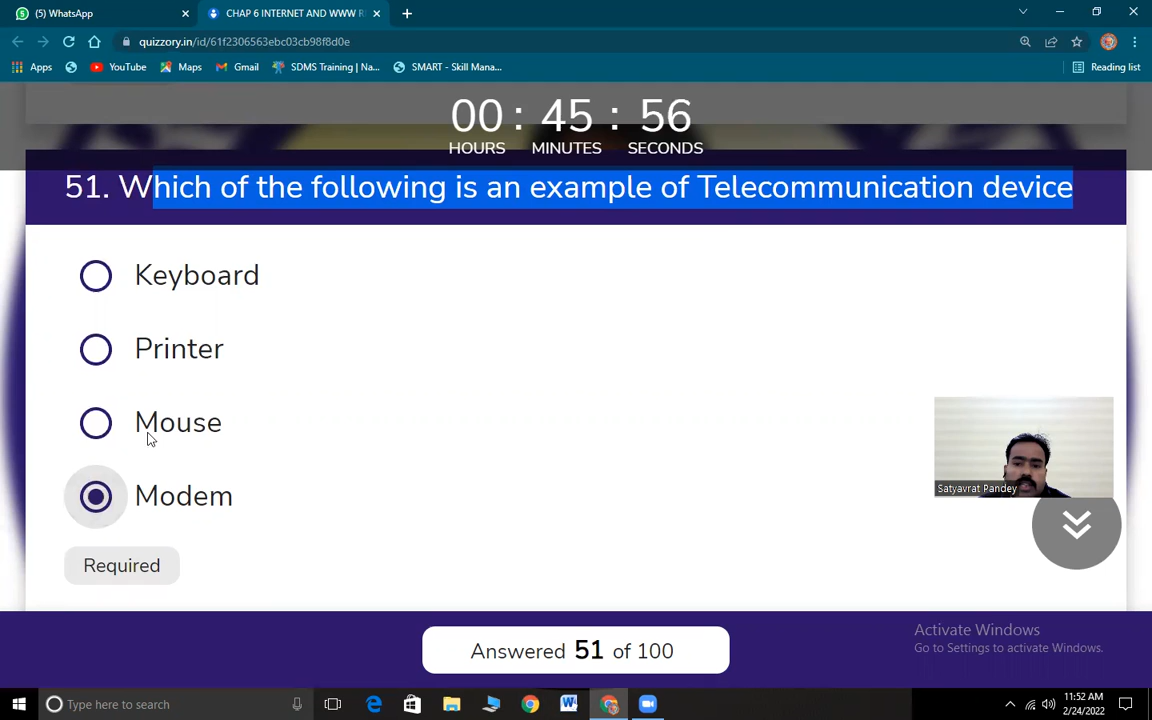 (5) WhatsApp
CHAP 6 INTERNET AND WWW R
quizzory.in/id/61f2306563ebc03cb98f8d0e
Apps
YouTube
Maps
Gmail
SDMS Training | Na...
SMART - Skill Mana...
Reading list
00 : 45 : 56
HOURS MINUTES SECONDS
51. Which of the following is an example of Telecommunication device
Keyboard
Printer
Mouse
Modem
Satyavrat Pandey
Required
Answered 51 of 100
Activate Windows
Go to Settings to activate Windows.
Type here to search
11:52 AM
2/24/2022